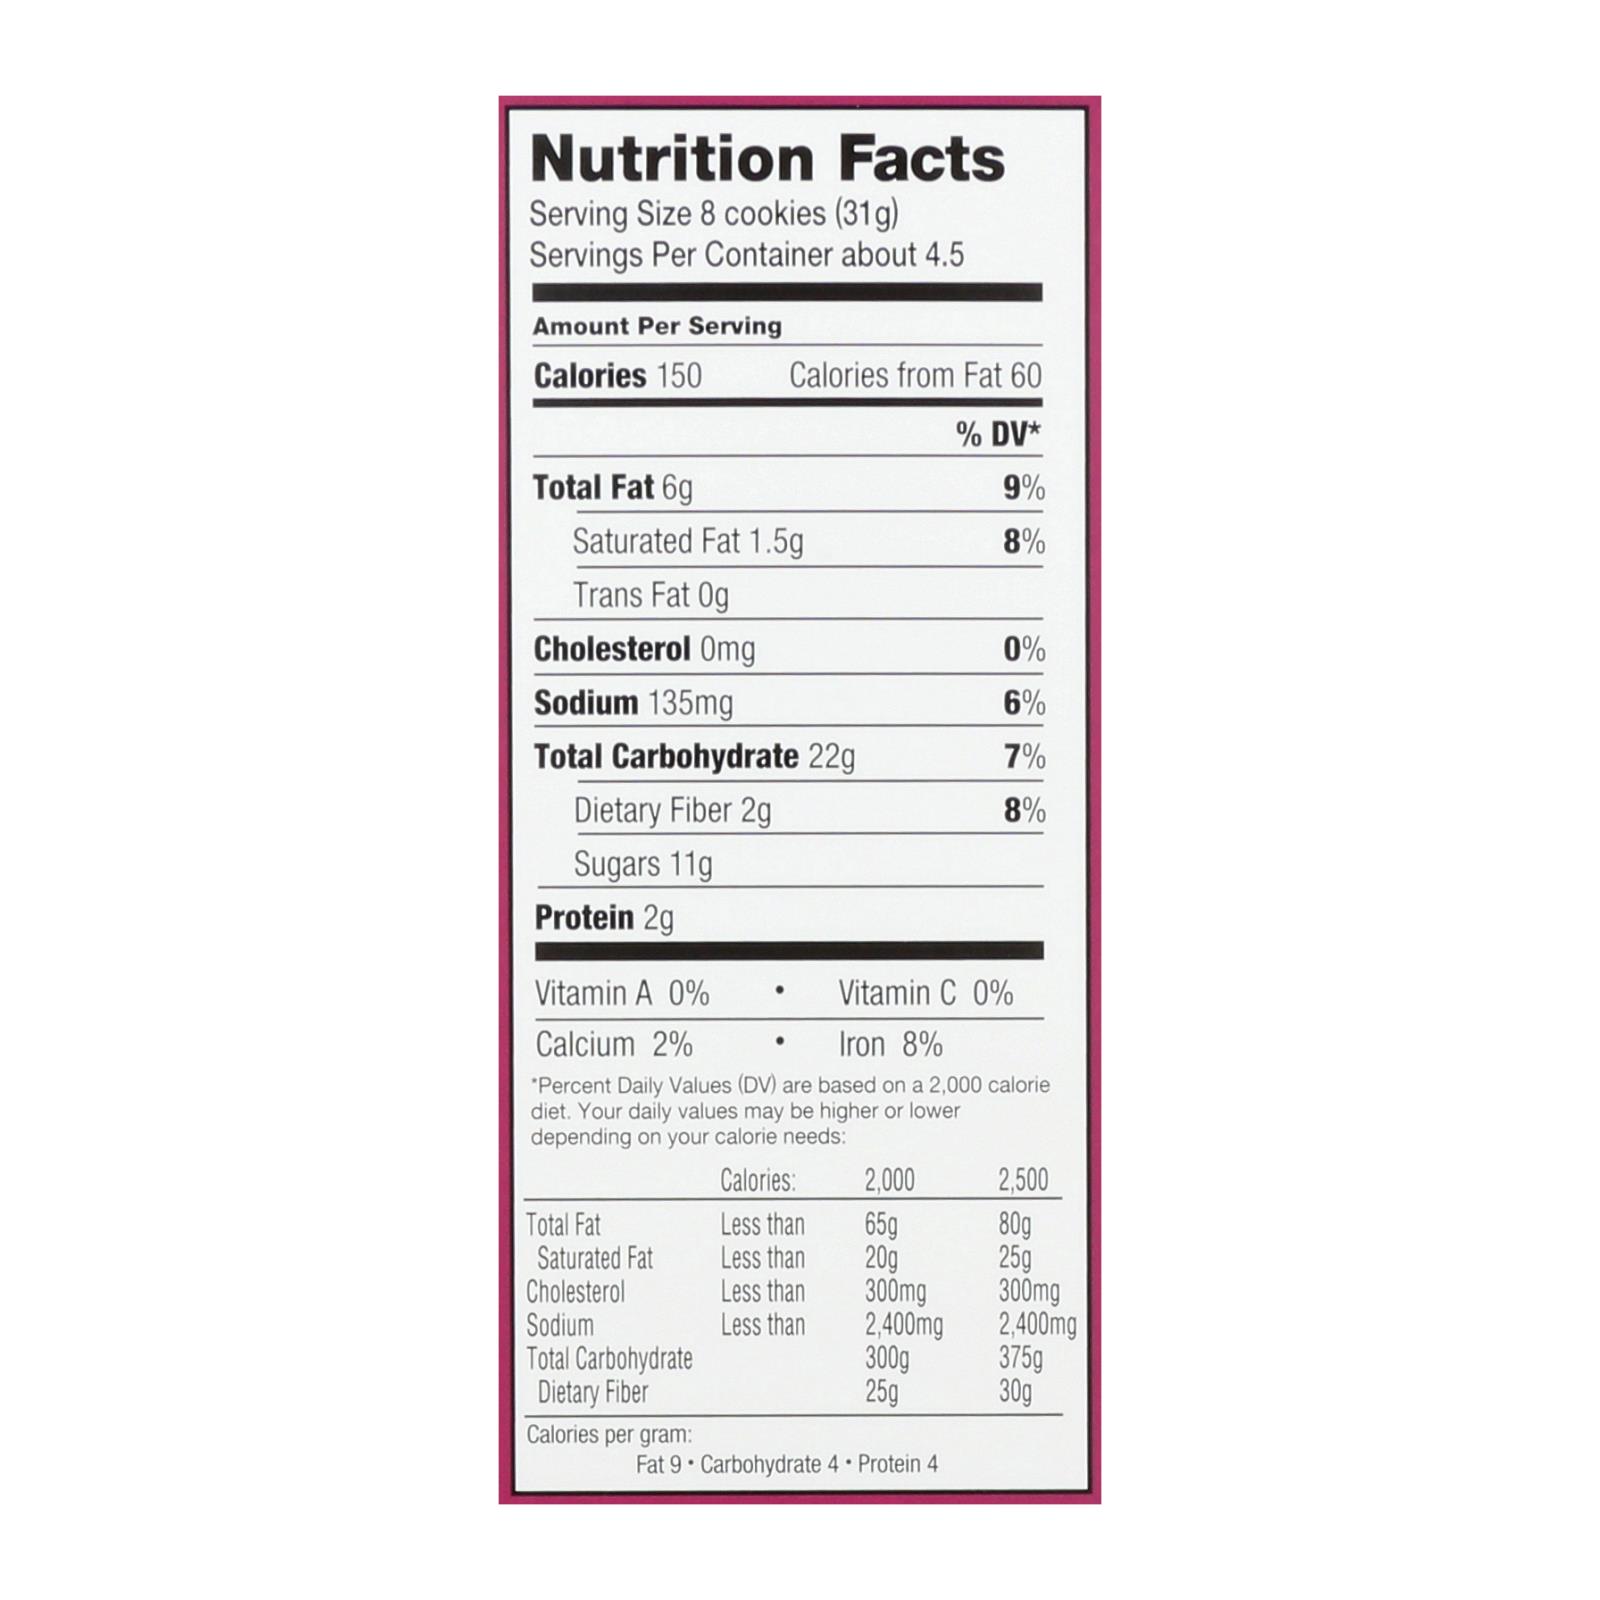 Nutrition Facts
Serving Size 8 cookies (31g)
Servings Per Container about 4.5
Amount Per Serving
Calories 150 Calories from Fat 60
% DV*
Total Fat 6g 9%
Saturated Fat 1.5g 8%
Trans Fat 0g
Cholesterol 0mg 0%
Sodium 135mg 6%
Total Carbohydrate 22g 7%
Dietary Fiber 2g 8%
Sugars 11g
Protein 2g
Vitamin A 0% • Vitamin C 0%
Calcium 2% • Iron 8%
*Percent Daily Values (DV) are based on a 2,000 calorie
diet. Your daily values may be higher or lower
depending on your calorie needs:
Calories: 2,000 2,500
Total Fat Less than 65g 80g
Saturated Fat Less than 20g 25g
Cholesterol Less than 300mg 300mg
Sodium Less than 2,400mg 2,400mg
Total Carbohydrate 300g 375g
Dietary Fiber 25g 30g
Calories per gram:
Fat 9 • Carbohydrate 4 • Protein 4